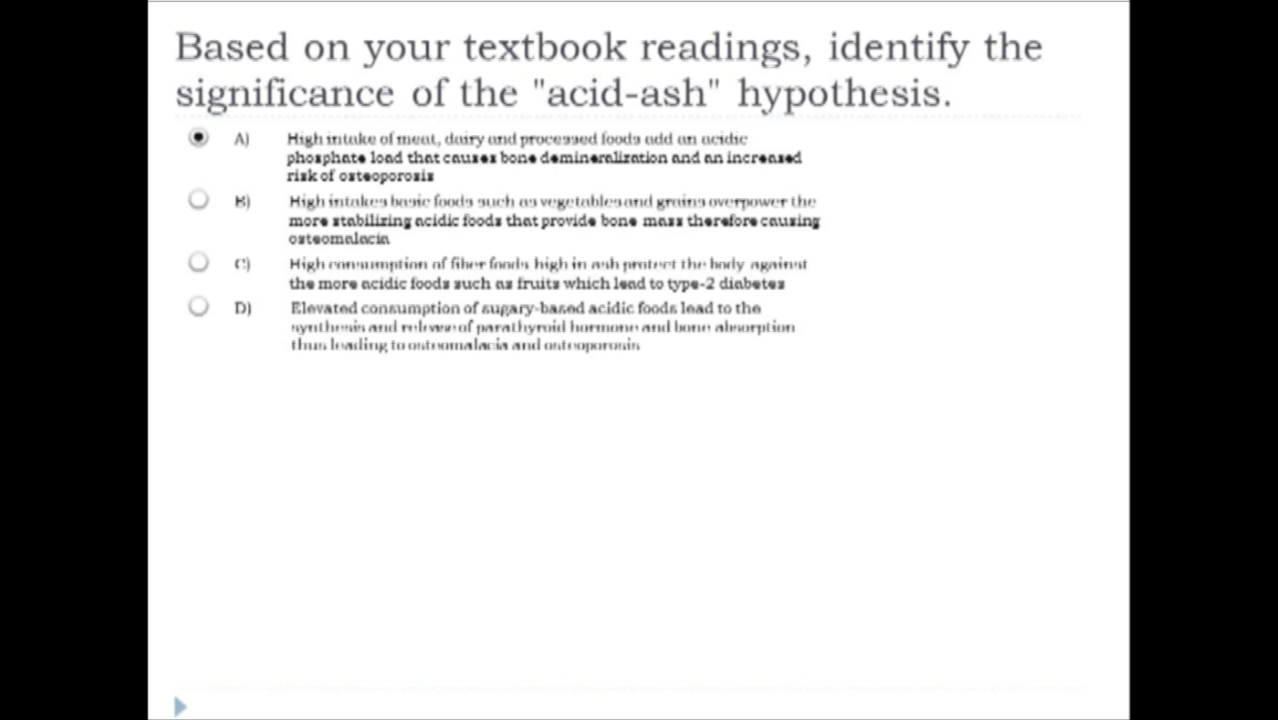 Based on your textbook readings, identify the
significance of the "acid-ash" hypothesis.
A) High intake of meat, dairy and processed foods add an acidic
phosphate load that causes bone demineralization and an increased
risk of osteoporosis
B) High intakes basic foods such as vegetables and grains overpower the
more stabilizing acidic foods that provide bone mass therefore causing
osteomalacia
C) High consumption of fiber foods high in ash protect the body against
the more acidic foods such as fruits which lead to type-2 diabetes
D) Elevated consumption of sugary-based acidic foods lead to the
synthesis and release of parathyroid hormone and bone absorption
thus leading to osteomalacia and osteoporosis